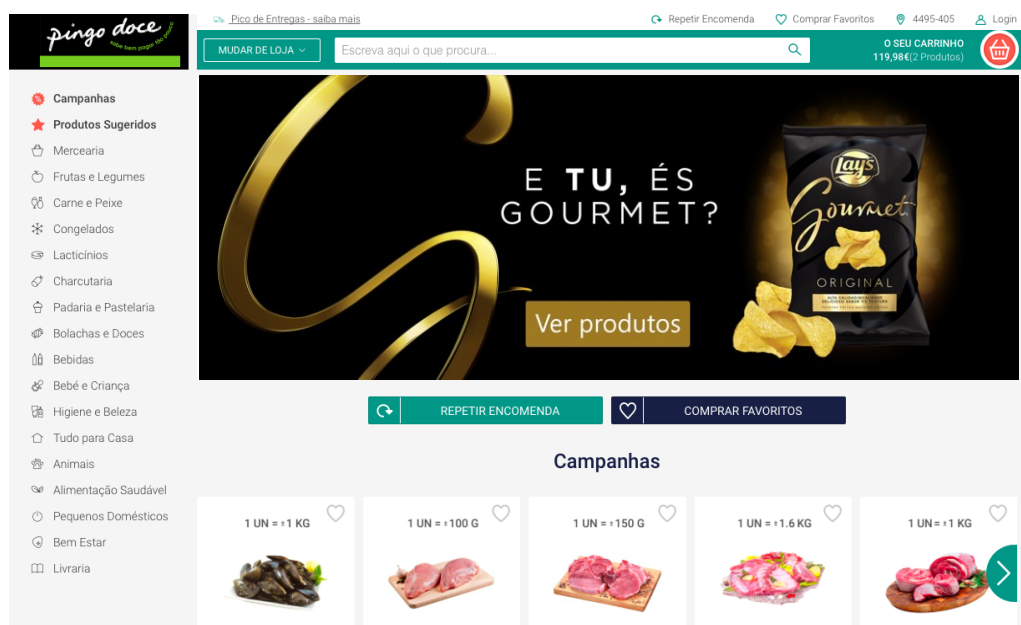 pingo doce
sabe bem pagar tão pouco
Pico de Entregas - saiba mais
Repetir Encomenda
Comprar Favoritos
4495-405
Login
MUDAR DE LOJA
Escreva aqui o que procura...
O SEU CARRINHO
119,98€(2 Produtos)
Campanhas
Produtos Sugeridos
Mercearia
Frutas e Legumes
Carne e Peixe
Congelados
Lacticínios
Charcutaria
Padaria e Pastelaria
Bolachas e Doces
Bebidas
Bebé e Criança
Higiene e Beleza
Tudo para Casa
Animais
Alimentação Saudável
Pequenos Domésticos
Bem Estar
Livraria
E TU, ÉS
GOURMET?
Ver produtos
Lay's
Gourmet
ORIGINAL
REPETIR ENCOMENDA
COMPRAR FAVORITOS
Campanhas
1 UN = ±1 KG
1 UN = ±100 G
1 UN = ±150 G
1 UN = ±1.6 KG
1 UN = ±1 KG